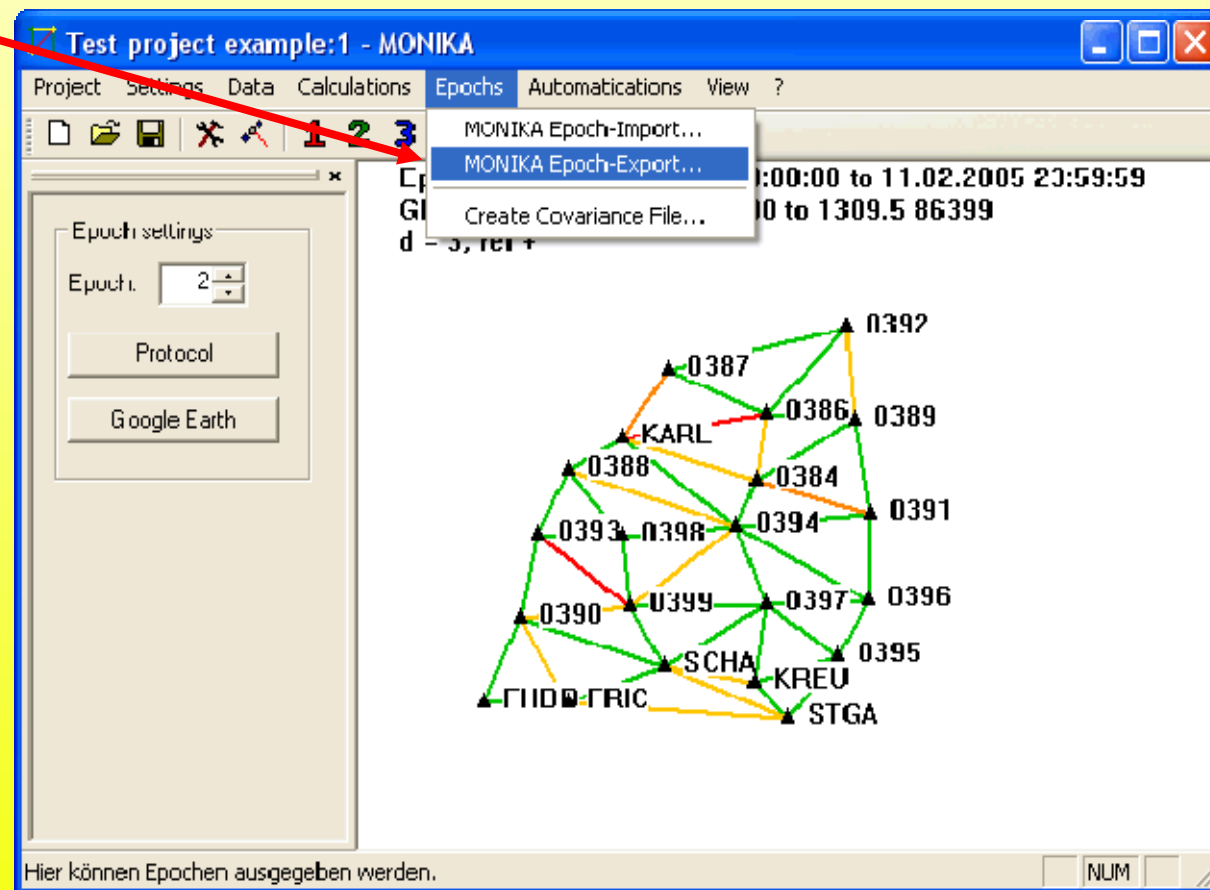 Test project example:1 - MONIKA
Project Settings Data Calculations Epochs Automatications View ?
1 2 3
MONIKA Epoch-Import...
MONIKA Epoch-Export...
Create Covariance File...
:00:00 to 11.02.2005 23:59:59
00 to 1309.5 86399
d = 3,
Epoch settings
Epoch: 2
Protocol
Google Earth
0392
0387
0386 0389
KARL
0388 0384
0391
0393 0398 0394
0399 0397 0396
0390
SCHA 0395
KREU
STGA
Hier können Epochen ausgegeben werden. NUM